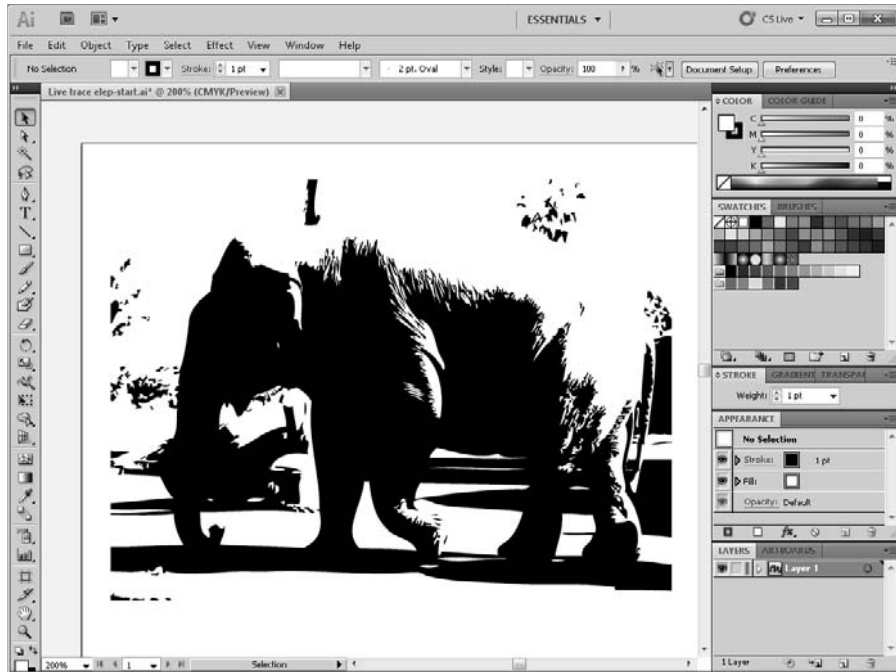 Ai Br ESSENTIALS CS Live
File Edit Object Type Select Effect View Window Help
No Selection Stroke: 1 pt 2 pt. Oval Style: Opacity: 100 % Document Setup Preferences
Live trace elep-start.ai* @ 200% (CMYK/Preview)
COLOR COLOR GUIDE
C 0 %
M 0 %
Y 0 %
K 0 %
SWATCHES BRUSHES
STROKE GRADIENT TRANSPAR
Weight: 1 pt
APPEARANCE
No Selection
Stroke: 1 pt
Fill:
Opacity: Default
fx
LAYERS ARTBOARDS
Layer 1
200% 1 Selection
1 Layer